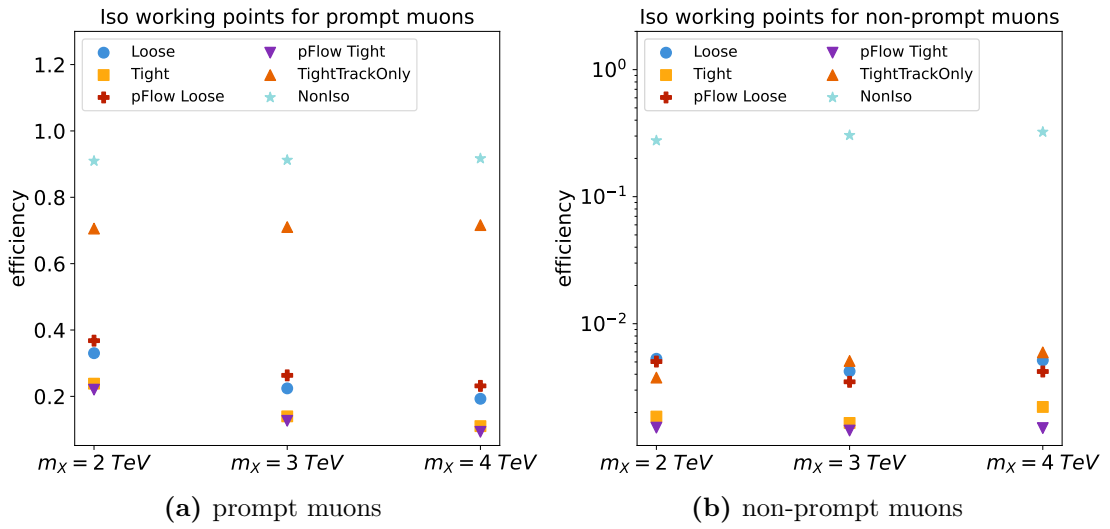 Iso working points for prompt muons
Loose
Tight
pFlow Loose
pFlow Tight
TightTrackOnly
NonIso
efficiency
1.2
1.0
0.8
0.6
0.4
0.2
m_X = 2 TeV
m_X = 3 TeV
m_X = 4 TeV
(a) prompt muons
Iso working points for non-prompt muons
Loose
Tight
pFlow Loose
pFlow Tight
TightTrackOnly
NonIso
efficiency
10^0
10^{-1}
10^{-2}
m_X = 2 TeV
m_X = 3 TeV
m_X = 4 TeV
(b) non-prompt muons